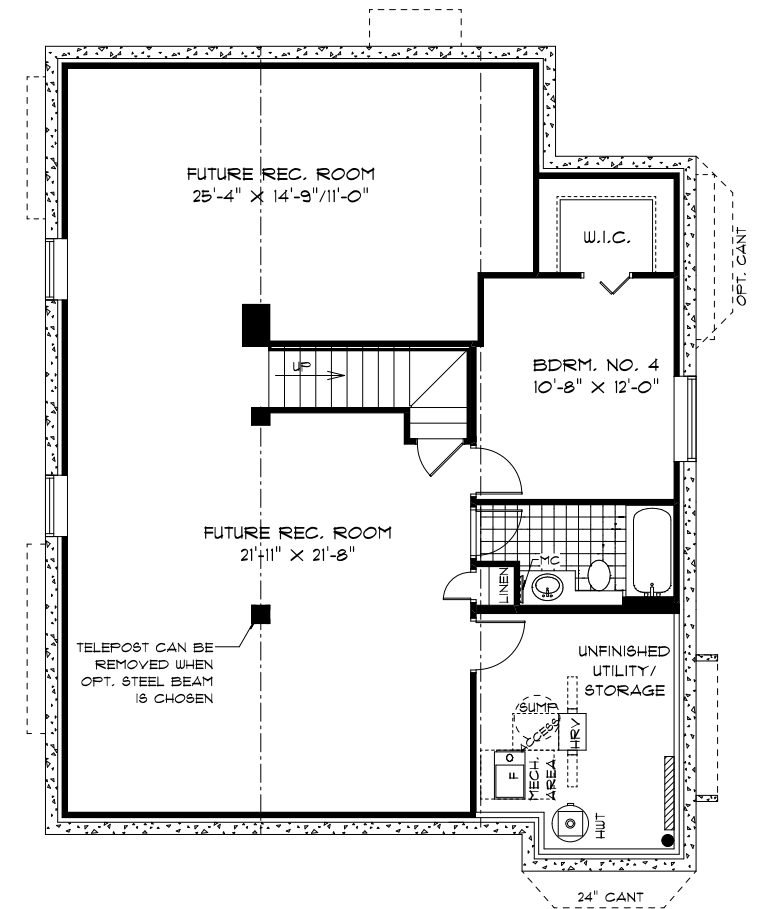 FUTURE REC. ROOM
25'-4" X 14'-9"/11'-0"
W.I.C.
OPT. CANT
UP
BDRM. NO. 4
10'-8" X 12'-0"
FUTURE REC. ROOM
21'-11" X 21'-8"
MC
LINEN
TELEPOST CAN BE
REMOVED WHEN
OPT. STEEL BEAM
IS CHOSEN
UNFINISHED
UTILITY/
STORAGE
SUMP
ACCESS
HRV
F
MECH.
AREA
HWT
24" CANT